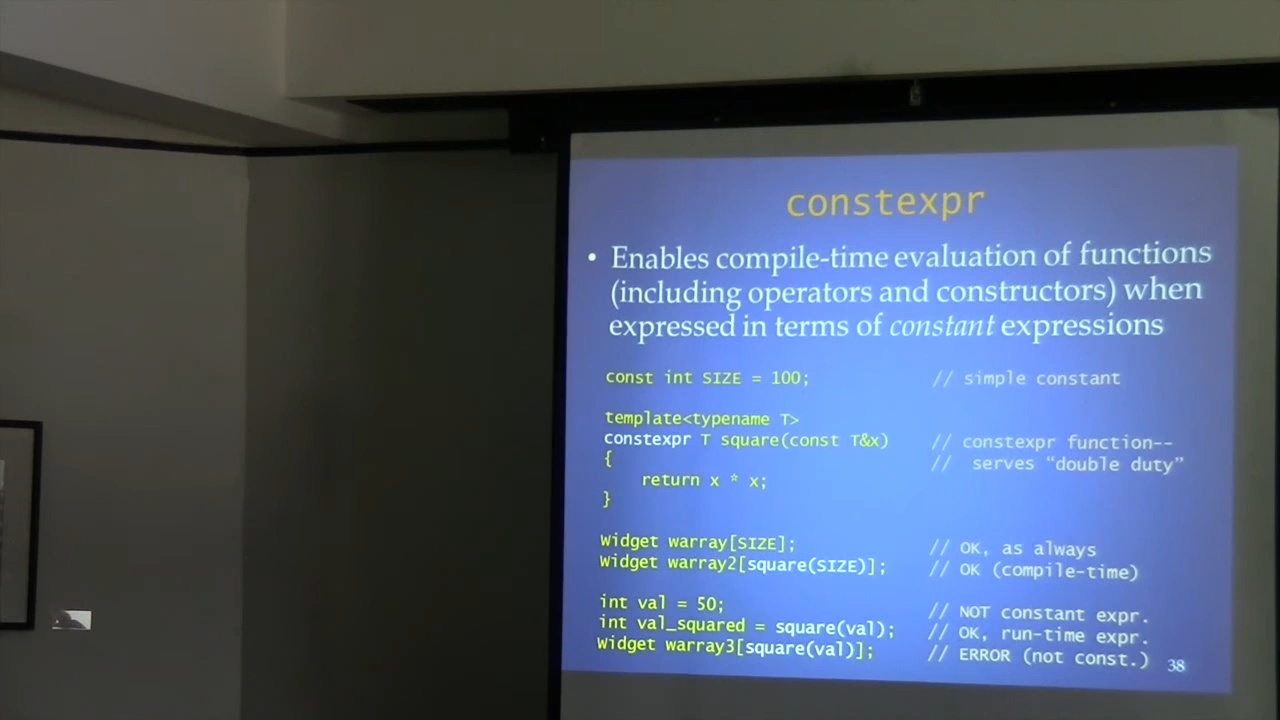 constexpr
• Enables compile-time evaluation of functions
(including operators and constructors) when
expressed in terms of constant expressions
const int SIZE = 100; // simple constant
template<typename T>
constexpr T square(const T&x) // constexpr function--
{ // serves “double duty”
return x * x;
}
Widget warray[SIZE]; // OK, as always
Widget warray2[square(SIZE)]; // OK (compile-time)
int val = 50; // NOT constant expr.
int val_squared = square(val); // OK, run-time expr.
Widget warray3[square(val)]; // ERROR (not const.)
38